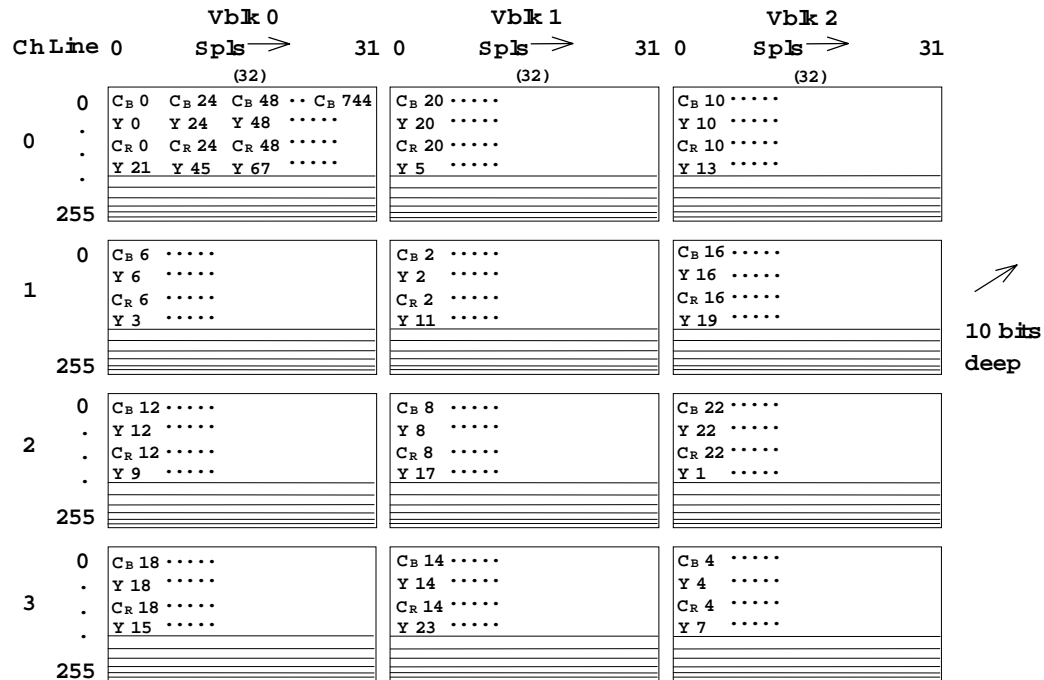 Vblk 0 Vblk 1 Vblk 2
Ch Line 0 Spls 31 0 Spls 31 0 Spls 31
(32) (32) (32)
0 CB 0 CB 24 CB 48 ·· CB 744 CB 20 ····· CB 10 ·····
· Y 0 Y 24 Y 48 ····· Y 20 ····· Y 10 ·····
0 · CR 0 CR 24 CR 48 ····· CR 20 ····· CR 10 ·····
· Y 21 Y 45 Y 67 ····· Y 5 ····· Y 13 ·····
255
0 CB 6 ····· CB 2 ····· CB 16 ·····
Y 6 ····· Y 2 ····· Y 16 ·····
1 CR 6 ····· CR 2 ····· CR 16 ·····
Y 3 ····· Y 11 ····· Y 19 ·····
10 bits
255 deep
0 CB 12 ····· CB 8 ····· CB 22 ·····
· Y 12 ····· Y 8 ····· Y 22 ·····
2 · CR 12 ····· CR 8 ····· CR 22 ·····
· Y 9 ····· Y 17 ····· Y 1 ·····
255
0 CB 18 ····· CB 14 ····· CB 4 ·····
· Y 18 ····· Y 14 ····· Y 4 ·····
3 · CR 18 ····· CR 14 ····· CR 4 ·····
· Y 15 ····· Y 23 ····· Y 7 ·····
255